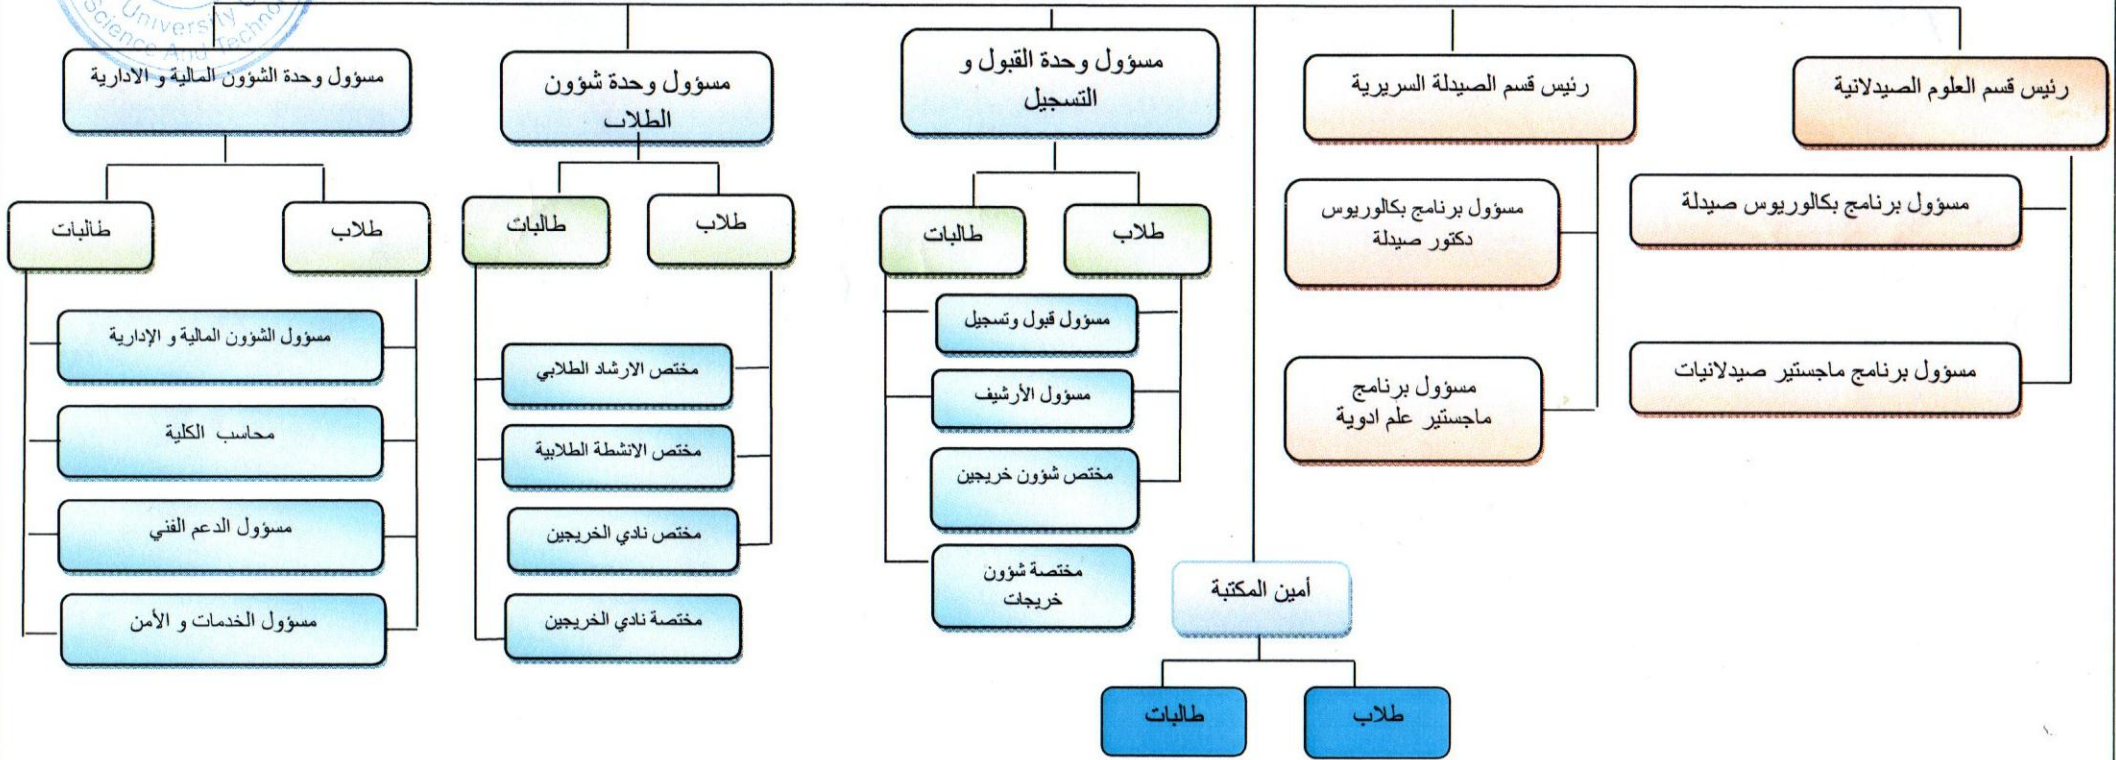 University
Science And Technology
رئيس قسم العلوم الصيدلانية
رئيس قسم الصيدلة السريرية
مسؤول وحدة القبول و
التسجيل
مسؤول وحدة شؤون
الطلاب
مسؤول وحدة الشؤون المالية و الادارية
مسؤول برنامج بكالوريوس صيدلة
مسؤول برنامج ماجستير صيدلانيات
مسؤول برنامج بكالوريوس
دكتور صيدلة
مسؤول برنامج
ماجستير علم ادوية
طلاب
طالبات
مسؤول قبول وتسجيل
مسؤول الأرشيف
مختص شؤون خريجين
مختصة شؤون
خريجات
طلاب
طالبات
مختص الارشاد الطلابي
مختص الانشطة الطلابية
مختص نادي الخريجين
مختصة نادي الخريجين
طلاب
طالبات
مسؤول الشؤون المالية و الإدارية
محاسب الكلية
مسؤول الدعم الفني
مسؤول الخدمات و الأمن
أمين المكتبة
طلاب
طالبات